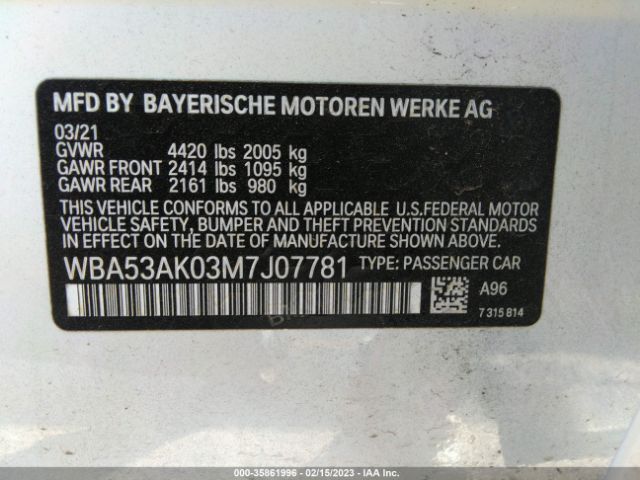 MFD BY BAYERISCHE MOTOREN WERKE AG
03/21
GVWR 4420 lbs 2005 kg
GAWR FRONT 2414 lbs 1095 kg
GAWR REAR 2161 lbs 980 kg
THIS VEHICLE CONFORMS TO ALL APPLICABLE U.S.FEDERAL MOTOR
VEHICLE SAFETY, BUMPER AND THEFT PREVENTION STANDARDS
IN EFFECT ON THE DATE OF MANUFACTURE SHOWN ABOVE.
WBA53AK03M7J07781 TYPE: PASSENGER CAR
A96
7 315 814
000-35861996 - 02/15/2023 - IAA Inc.